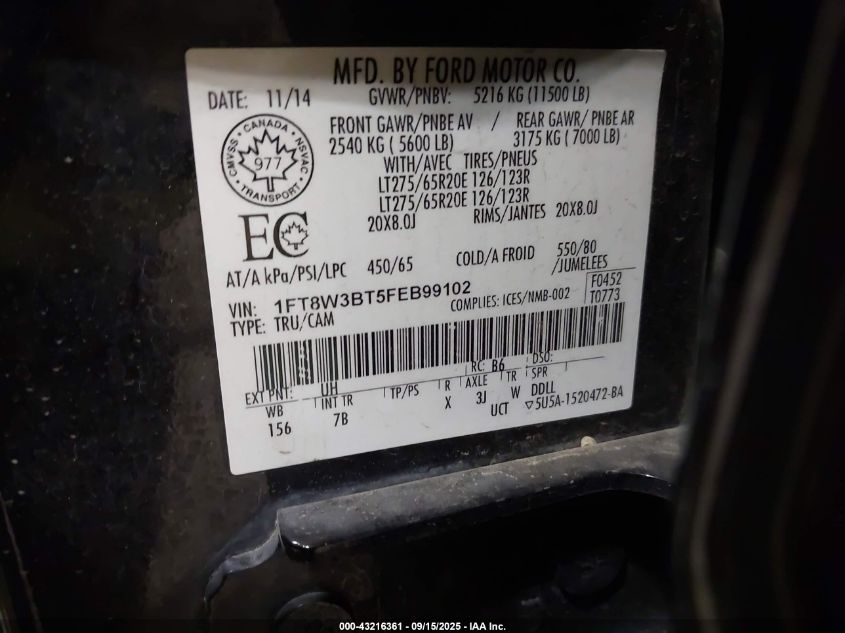 MFD. BY FORD MOTOR CO.
DATE: 11/14 GVWR/PNBV: 5216 KG (11500 LB)
FRONT GAWR/PNBE AV / REAR GAWR/ PNBE AR
2540 KG ( 5600 LB) 3175 KG ( 7000 LB)
WITH/AVEC TIRES/PNEUS
LT275/65R20E 126/123R
LT275/65R20E 126/123R
20X8.0J RIMS/JANTES 20X8.0J
CMVSS • CANADA • NSVAC • TRANSPORT •
977
EC
AT/A kPa/PSI/LPC 450/65 COLD/A FROID 550/80
/JUMELEES
VIN: 1FT8W3BT5FEB99102 COMPLIES: ICES/NMB-002 F0452
TYPE: TRU/CAM T0773
EXT PNT: UH RC: B6 DSO:
WB INT TR TP/PS R AXLE TR SPR
156 7B X 3J W DDLL
UCT ▽5U5A-1520472-BA
000-43216361 - 09/15/2025 - IAA Inc.